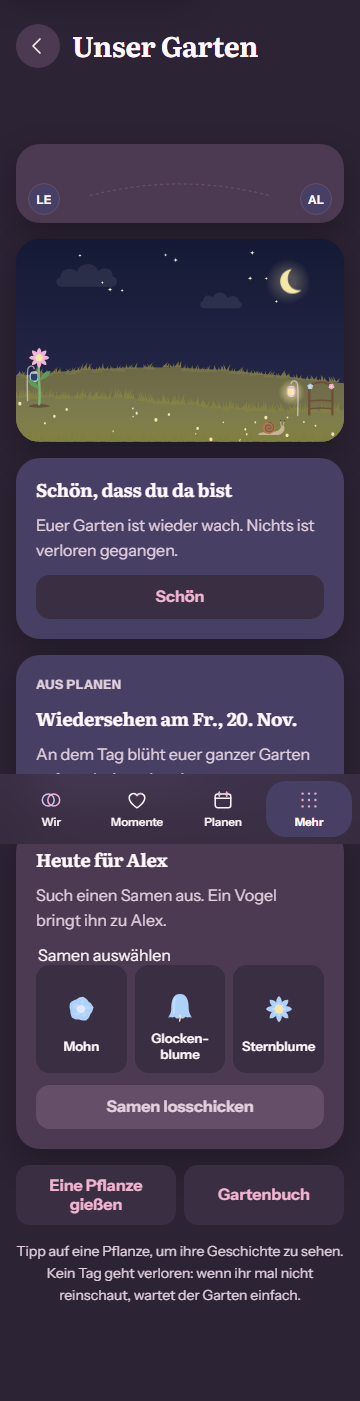 Unser Garten
LE
AL
Schön, dass du da bist
Euer Garten ist wieder wach. Nichts ist
verloren gegangen.
Schön
AUS PLANEN
Wiedersehen am Fr., 20. Nov.
An dem Tag blüht euer ganzer Garten
Wir
Momente
Planen
Mehr
Heute für Alex
Such einen Samen aus. Ein Vogel
bringt ihn zu Alex.
Samen auswählen
Mohn
Glocken-
blume
Sternblume
Samen losschicken
Eine Pflanze
gießen
Gartenbuch
Tipp auf eine Pflanze, um ihre Geschichte zu sehen.
Kein Tag geht verloren: wenn ihr mal nicht
reinschaut, wartet der Garten einfach.